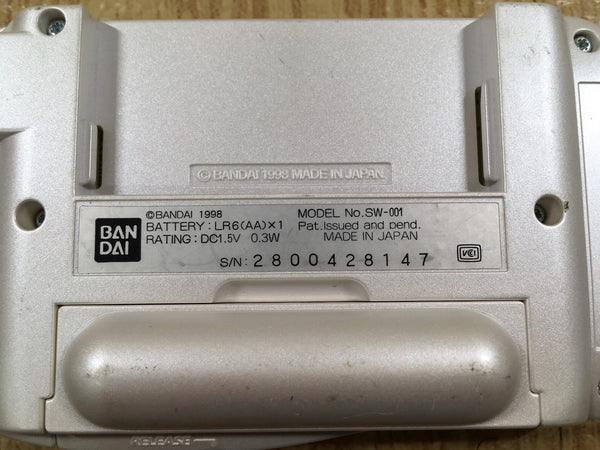 © BANDAI 1998 MADE IN JAPAN
BAN
DAI
©BANDAI 1998
BATTERY: LR6(AA)×1
RATING: DC1.5V 0.3W
MODEL No.SW-001
Pat.Issued and pend.
MADE IN JAPAN
S/N: 2800428147
VCI
RELEASE